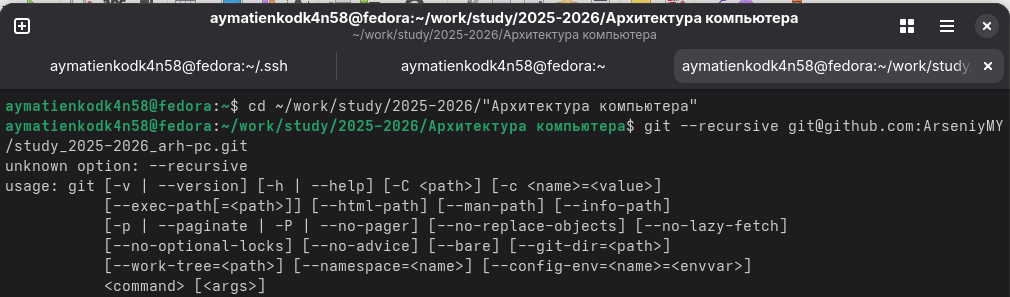 aymatienkodk4n58@fedora:~/work/study/2025-2026/Архитектура компьютера
~/work/study/2025-2026/Архитектура компьютера
aymatienkodk4n58@fedora:~/.ssh
aymatienkodk4n58@fedora:~
aymatienkodk4n58@fedora:~/work/study
aymatienkodk4n58@fedora:~$ cd ~/work/study/2025-2026/"Архитектура компьютера"
aymatienkodk4n58@fedora:~/work/study/2025-2026/Архитектура компьютера$ git --recursive git@github.com:ArseniyMY
/study_2025-2026_arh-pc.git
unknown option: --recursive
usage: git [-v | --version] [-h | --help] [-C <path>] [-c <name>=<value>]
           [--exec-path[=<path>]] [--html-path] [--man-path] [--info-path]
           [-p | --paginate | -P | --no-pager] [--no-replace-objects] [--no-lazy-fetch]
           [--no-optional-locks] [--no-advice] [--bare] [--git-dir=<path>]
           [--work-tree=<path>] [--namespace=<name>] [--config-env=<name>=<envvar>]
           <command> [<args>]